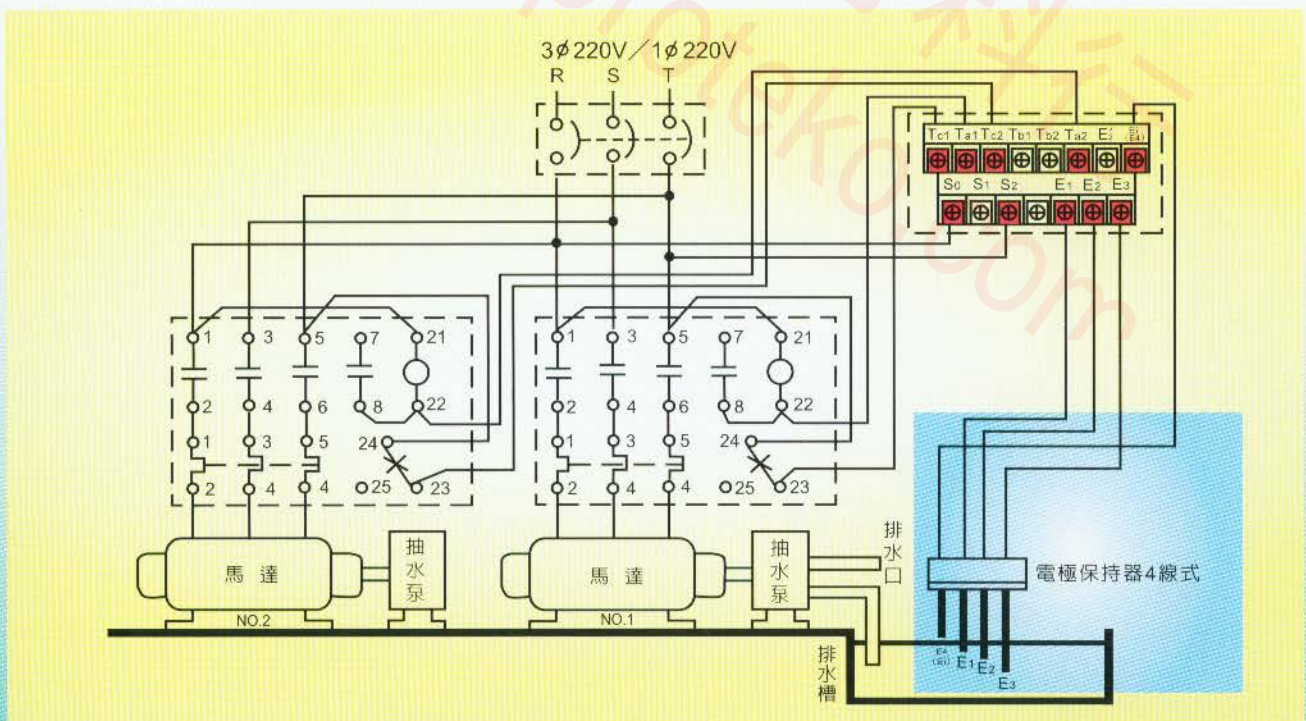 3ø220V／1ø220V
R S T
Tc1 Ta1 Tc2 Tb1 Tb2 Ta2
S0 S1 S2 E1 E2 E3
1 3 5 7 21
1 3 5 7 21
2 4 6 8 22
2 4 6 8 22
1 3 5 24
1 3 5 24
2 4 4 25 23
2 4 4 25 23
馬達
NO.2
抽水泵
馬達
NO.1
抽水泵
排水口
排水槽
電極保持器4線式
E1 E2 E3
proteko.com
科行